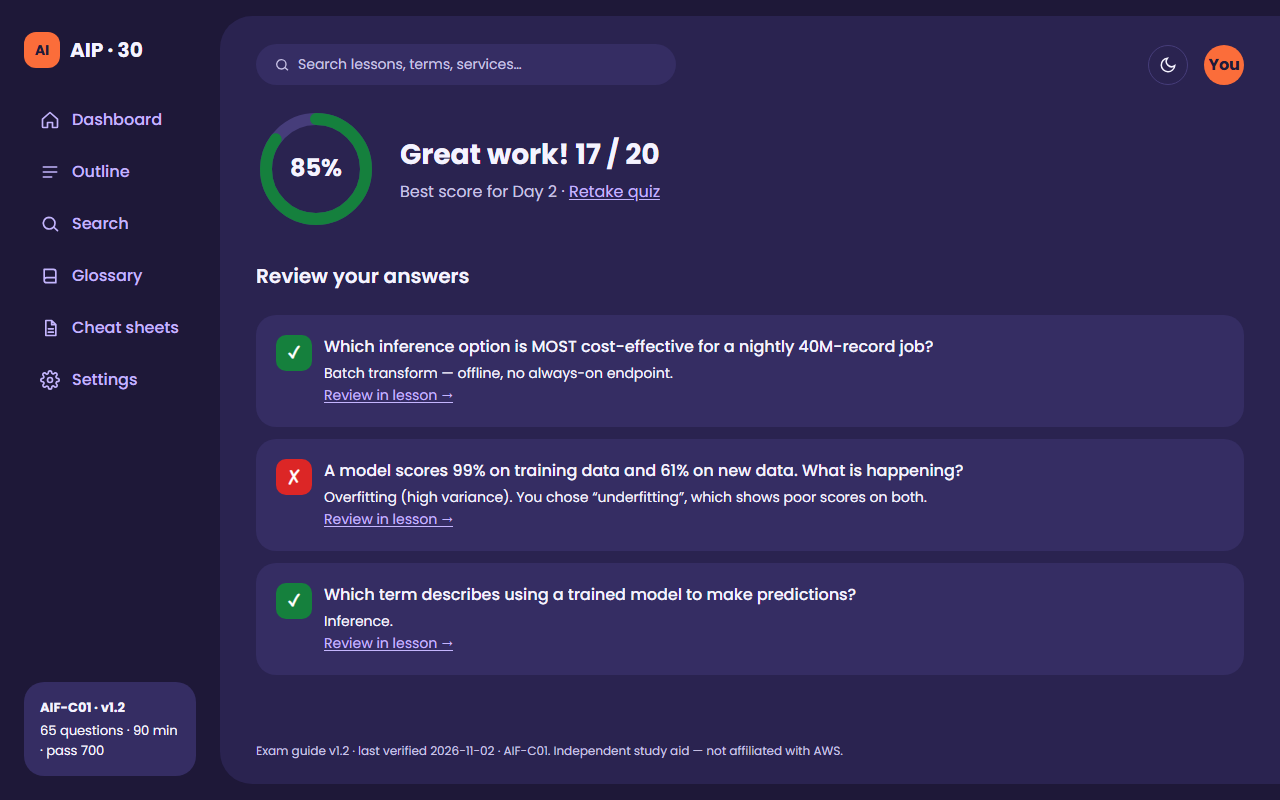 AI AIP · 30
Dashboard
Outline
Search
Glossary
Cheat sheets
Settings
AIF-C01 · v1.2
65 questions · 90 min
· pass 700
Search lessons, terms, services…
You
85%
Great work! 17 / 20
Best score for Day 2 · Retake quiz
Review your answers
✓ Which inference option is MOST cost-effective for a nightly 40M-record job?
Batch transform — offline, no always-on endpoint.
Review in lesson →
✗ A model scores 99% on training data and 61% on new data. What is happening?
Overfitting (high variance). You chose “underfitting”, which shows poor scores on both.
Review in lesson →
✓ Which term describes using a trained model to make predictions?
Inference.
Review in lesson →
Exam guide v1.2 · last verified 2026-11-02 · AIF-C01. Independent study aid — not affiliated with AWS.